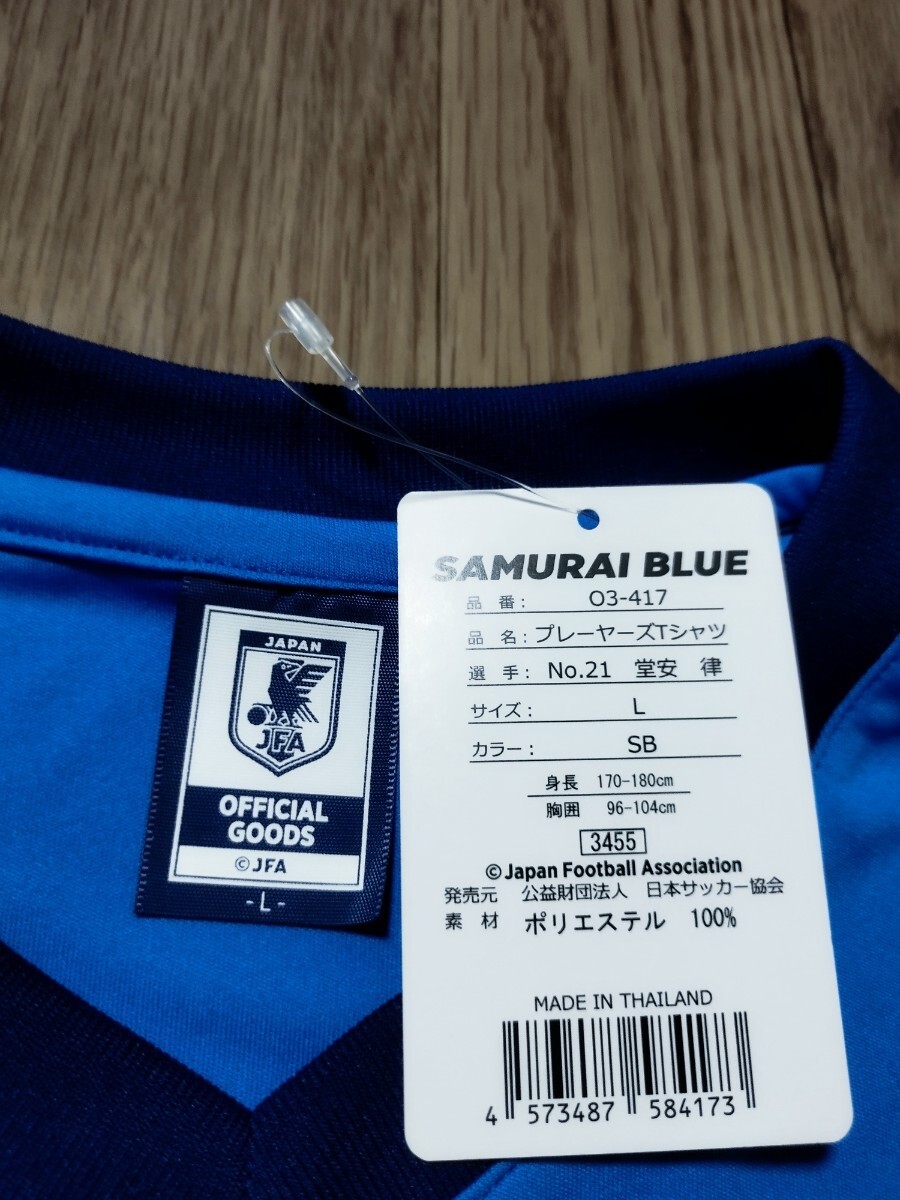 JAPAN
JFA
OFFICIAL
GOODS
©JFA
-L-
SAMURAI BLUE
品 番： O3-417
品 名：プレーヤーズTシャツ
選 手： No.21 堂安 律
サイズ： L
カラー： SB
身長 170-180cm
胸囲 96-104cm
3455
©Japan Football Association
発売元 公益財団法人 日本サッカー協会
素 材 ポリエステル 100%
MADE IN THAILAND
4 573487 584173